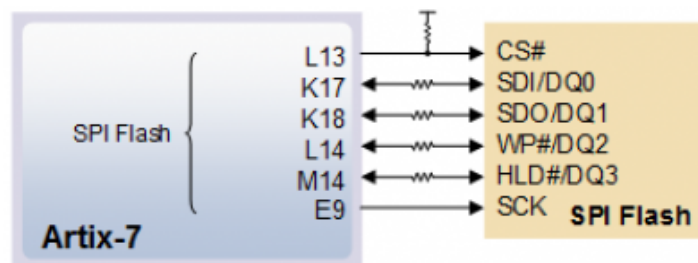 L13 CS#
K17 SDI/DQ0
K18 SDO/DQ1
SPI Flash
L14 WP#/DQ2
M14 HLD#/DQ3
E9 SCK
Artix-7
SPI Flash